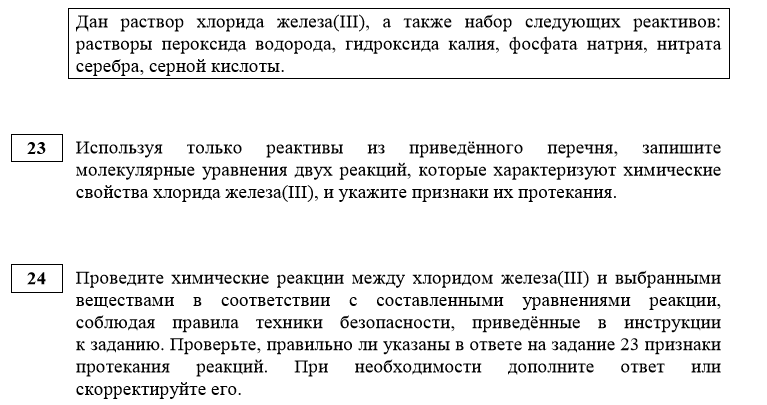 Дан раствор хлорида железа(III), а также набор следующих реактивов:
растворы пероксида водорода, гидроксида калия, фосфата натрия, нитрата
серебра, серной кислоты.
23 Используя только реактивы из приведённого перечня, запишите
молекулярные уравнения двух реакций, которые характеризуют химические
свойства хлорида железа(III), и укажите признаки их протекания.
24 Проведите химические реакции между хлоридом железа(III) и выбранными
веществами в соответствии с составленными уравнениями реакции,
соблюдая правила техники безопасности, приведённые в инструкции
к заданию. Проверьте, правильно ли указаны в ответе на задание 23 признаки
протекания реакций. При необходимости дополните ответ или
скорректируйте его.